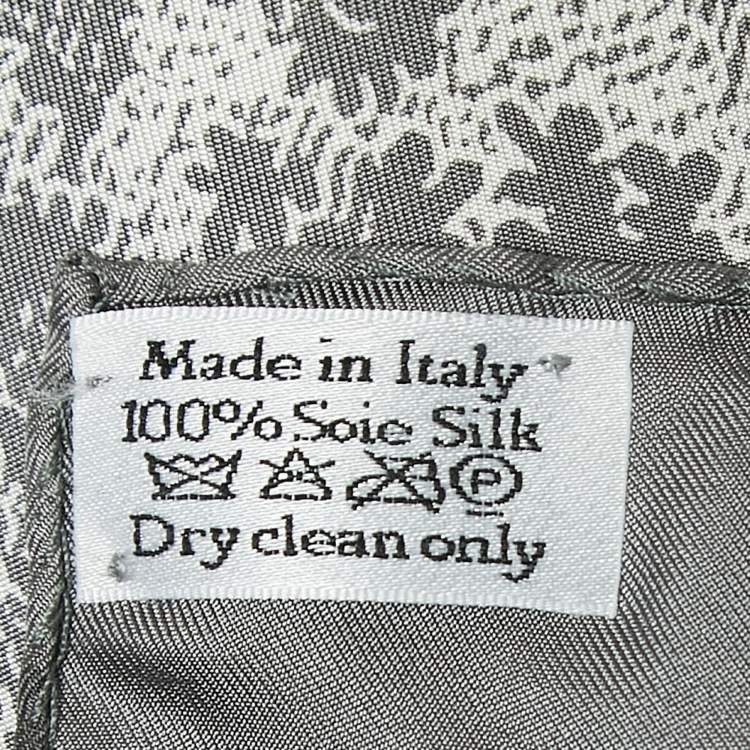 Made in Italy
100% Soie Silk
P
Dry clean only